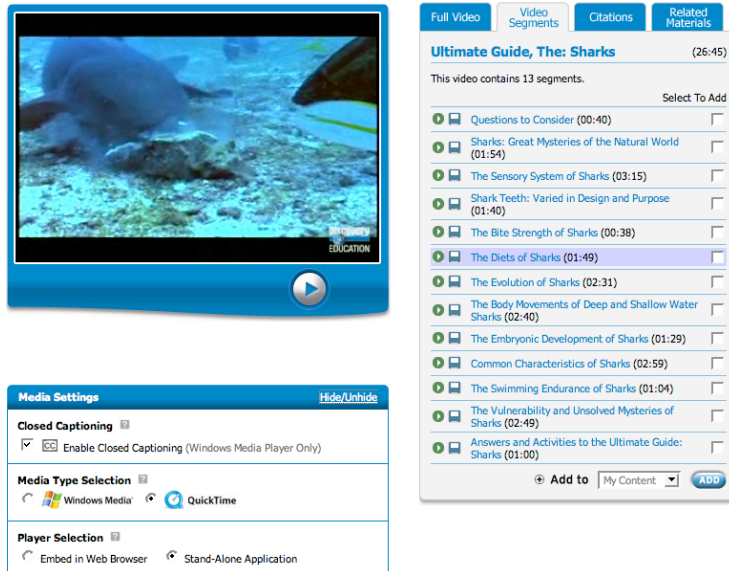 Discovery
EDUCATION
Media Settings
Hide/Unhide
Closed Captioning ?
CC Enable Closed Captioning (Windows Media Player Only)
Media Type Selection ?
Windows Media
QuickTime
Player Selection ?
Embed in Web Browser
Stand-Alone Application
Full Video
Video
Segments
Citations
Related
Materials
Ultimate Guide, The: Sharks (26:45)
This video contains 13 segments.
Select To Add
Questions to Consider (00:40)
Sharks: Great Mysteries of the Natural World
(01:54)
The Sensory System of Sharks (03:15)
Shark Teeth: Varied in Design and Purpose
(01:40)
The Bite Strength of Sharks (00:38)
The Diets of Sharks (01:49)
The Evolution of Sharks (02:31)
The Body Movements of Deep and Shallow Water
Sharks (02:40)
The Embryonic Development of Sharks (01:29)
Common Characteristics of Sharks (02:59)
The Swimming Endurance of Sharks (01:04)
The Vulnerability and Unsolved Mysteries of
Sharks (02:49)
Answers and Activities to the Ultimate Guide:
Sharks (01:00)
Add to My Content ADD